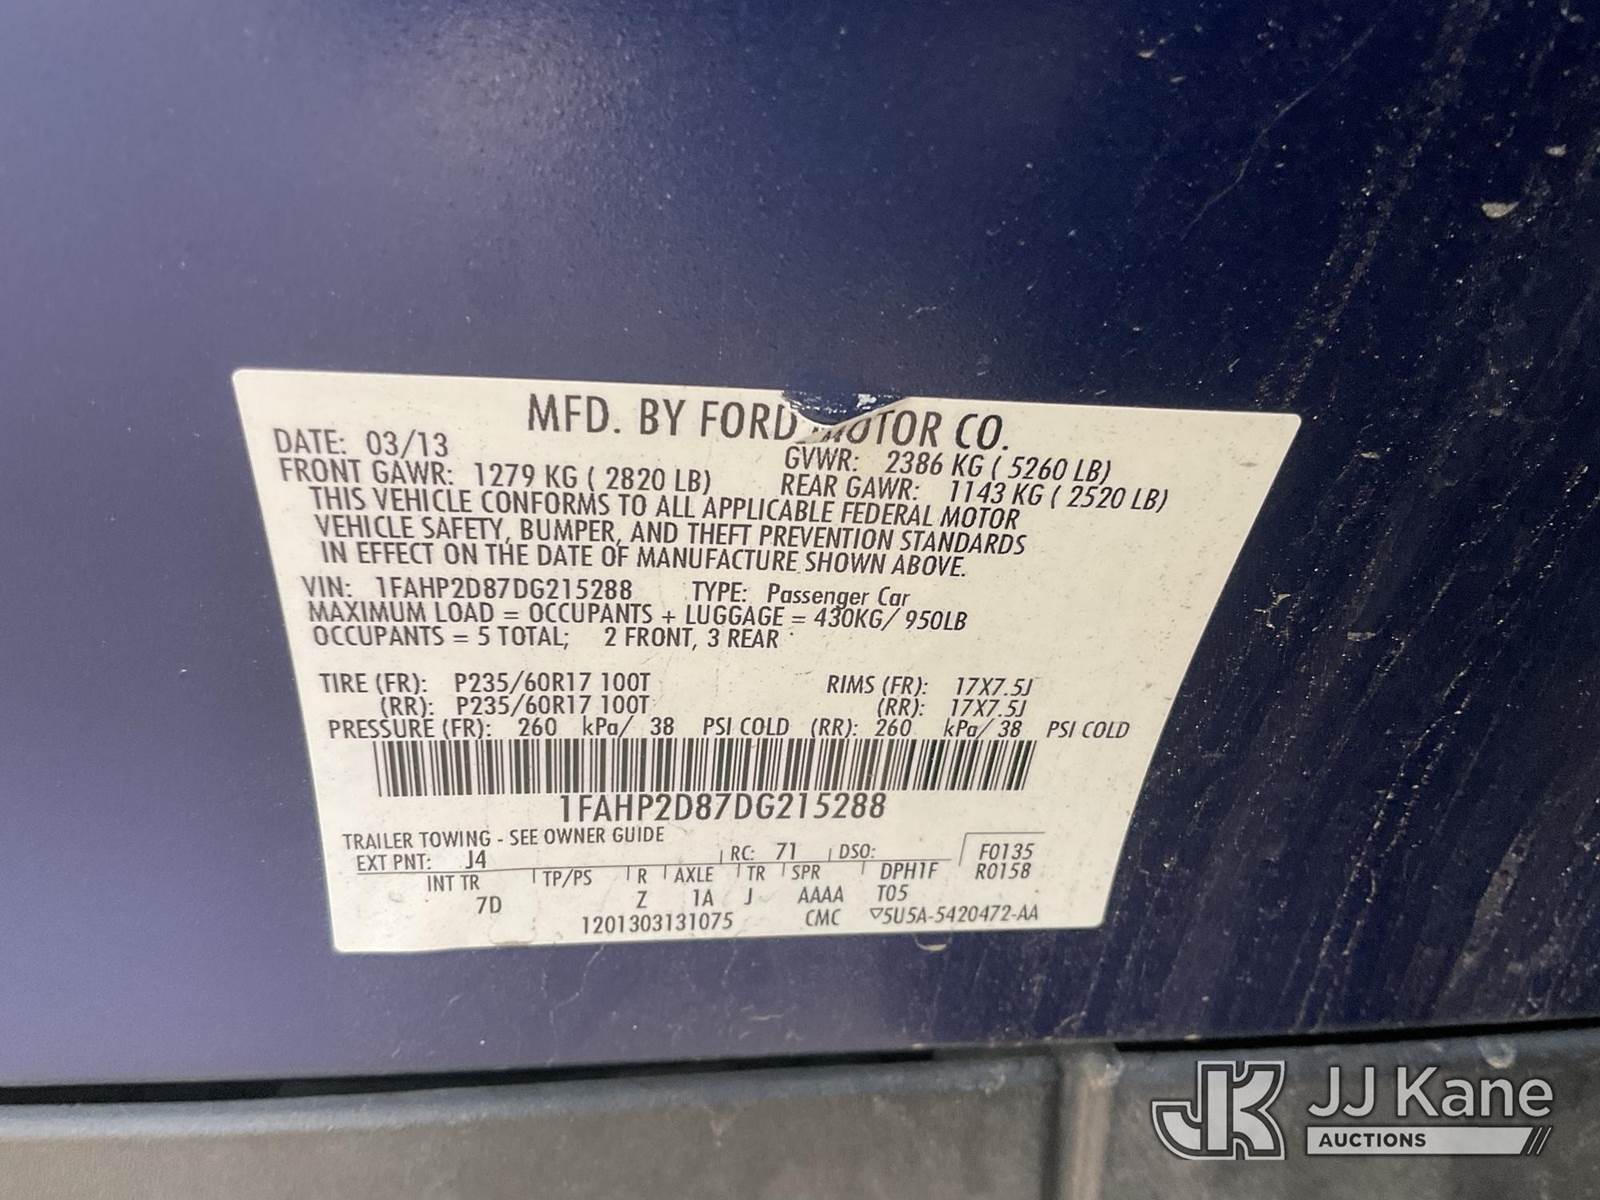 MFD. BY FORD MOTOR CO.
DATE: 03/13
GVWR: 2386 KG ( 5260 LB)
FRONT GAWR: 1279 KG ( 2820 LB)
REAR GAWR: 1143 KG ( 2520 LB)
THIS VEHICLE CONFORMS TO ALL APPLICABLE FEDERAL MOTOR
VEHICLE SAFETY, BUMPER, AND THEFT PREVENTION STANDARDS
IN EFFECT ON THE DATE OF MANUFACTURE SHOWN ABOVE.
VIN: 1FAHP2D87DG215288 TYPE: Passenger Car
MAXIMUM LOAD = OCCUPANTS + LUGGAGE = 430KG/ 950LB
OCCUPANTS = 5 TOTAL; 2 FRONT, 3 REAR
TIRE (FR): P235/60R17 100T RIMS (FR): 17X7.5J
(RR): P235/60R17 100T (RR): 17X7.5J
PRESSURE (FR): 260 kPa/ 38 PSI COLD (RR): 260 kPa/ 38 PSI COLD
1FAHP2D87DG215288
TRAILER TOWING - SEE OWNER GUIDE
EXT PNT: J4 RC: 71 DSO: F0135
INT TR TP/PS R AXLE TR SPR DPH1F R0158
7D Z 1A J AAAA T05
1201303131075 CMC ▽5U5A-5420472-AA
JK JJ Kane
AUCTIONS